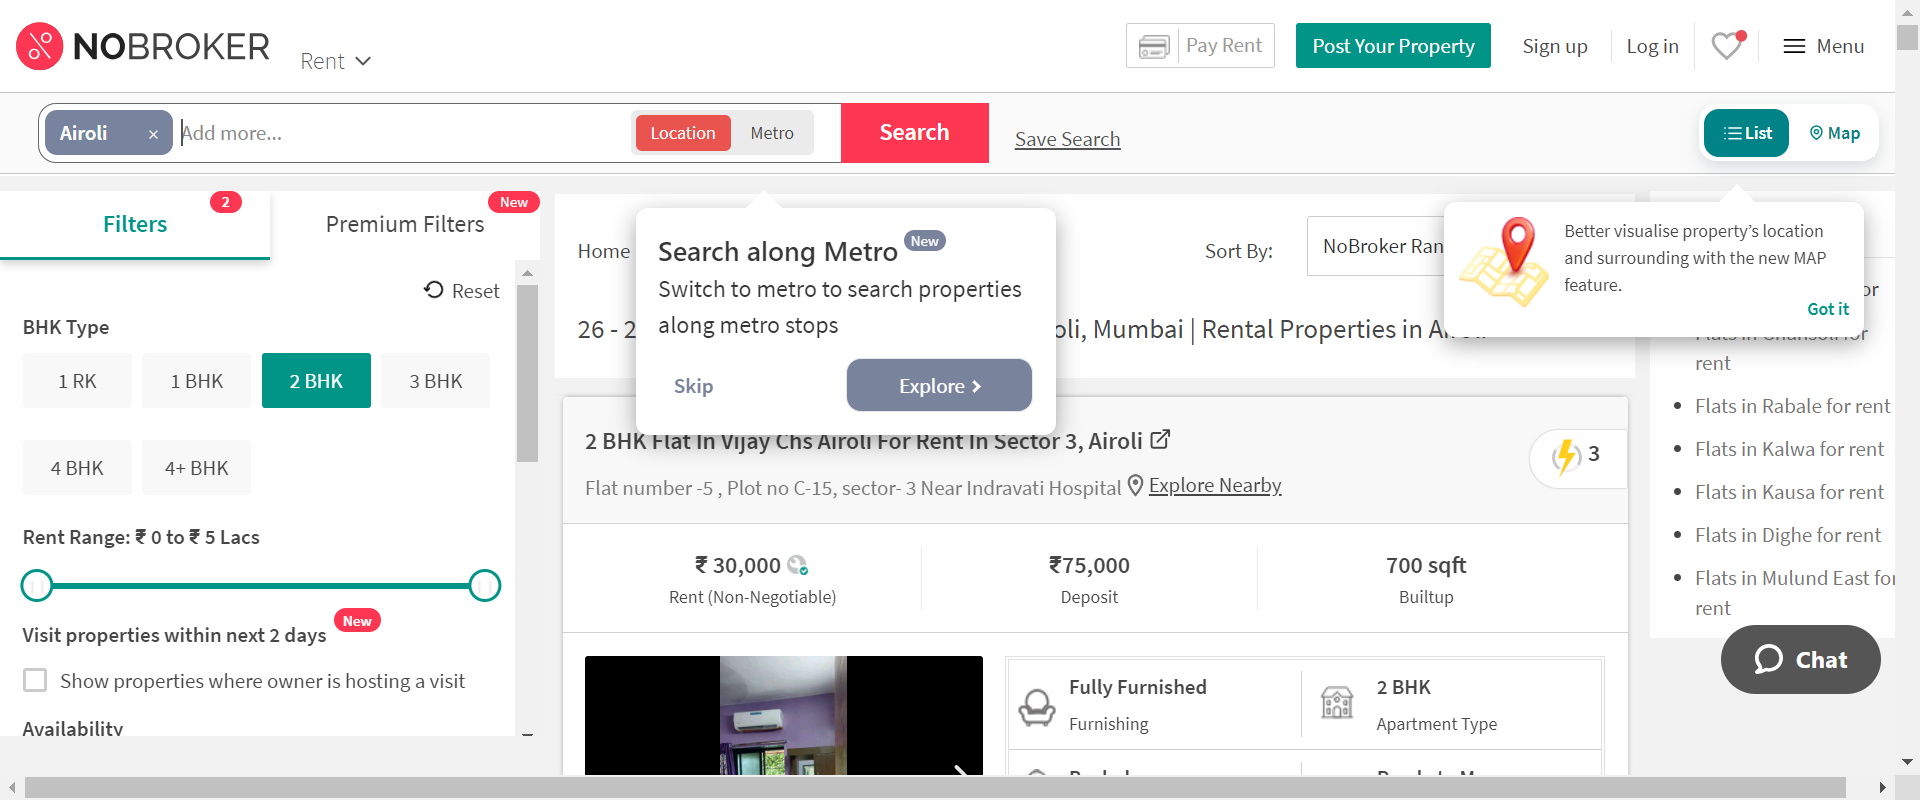 NOBROKER
Rent
Pay Rent
Post Your Property
Sign up
Log in
Menu
Airoli ×
Add more...
Location
Metro
Search
Save Search
List
Map
Filters
2
Premium Filters
New
Reset
BHK Type
1 RK
1 BHK
2 BHK
3 BHK
4 BHK
4+ BHK
Rent Range: ₹ 0 to ₹ 5 Lacs
Visit properties within next 2 days
New
Show properties where owner is hosting a visit
Availability
Home
Search along Metro
New
Switch to metro to search properties
along metro stops
Skip
Explore
Sort By:
NoBroker Ran
26 - 2
oli, Mumbai | Rental Properties in Airoli
Better visualise property's location
and surrounding with the new MAP
feature.
Got it
2 BHK Flat In Vijay Chs Airoli For Rent In Sector 3, Airoli
3
Flat number -5 , Plot no C-15, sector- 3 Near Indravati Hospital
Explore Nearby
₹ 30,000
Rent (Non-Negotiable)
₹75,000
Deposit
700 sqft
Builtup
Fully Furnished
Furnishing
2 BHK
Apartment Type
or
Flats in Ghansoli for
rent
Flats in Rabale for rent
Flats in Kalwa for rent
Flats in Kausa for rent
Flats in Dighe for rent
Flats in Mulund East for
rent
Chat